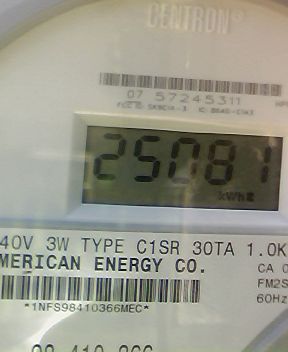 CENTRON®
07 57245311
25081
kWh
40V 3W TYPE C1SR 30TA 1.0K
MERICAN ENERGY CO.
CA 0
FM2S
60Hz
*1NFS98410366MEC*